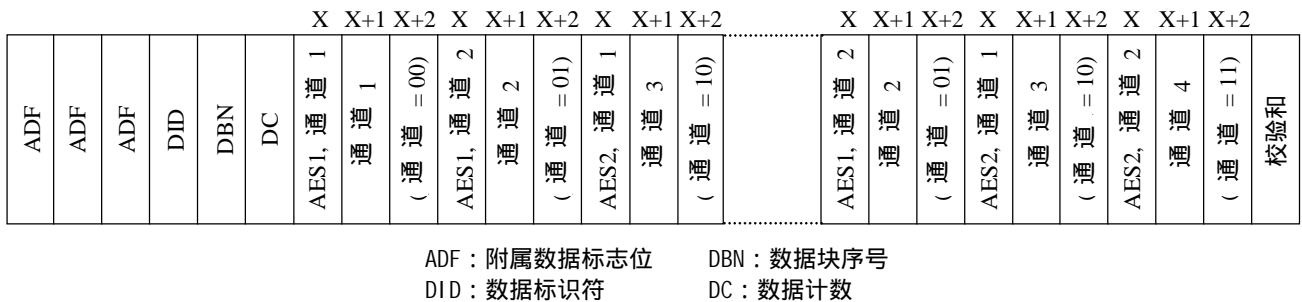 X X+1 X+2 X X+1 X+2 X X+1 X+2 X X+1 X+2 X X+1 X+2 X X+1 X+2
ADF
ADF
ADF
DID
DBN
DC
AES1, 通道 1
通道 1
(通道 =00)
AES1, 通道 2
通道 2
(通道 =01)
AES2, 通道 1
通道 3
(通道 =10)
AES1, 通道 2
通道 2
(通道 =01)
AES2, 通道 1
通道 3
(通道 =10)
AES2, 通道 2
通道 4
(通道 =11)
校验和
ADF：附属数据标志位 DBN：数据块序号
DID：数据标识符 DC：数据计数